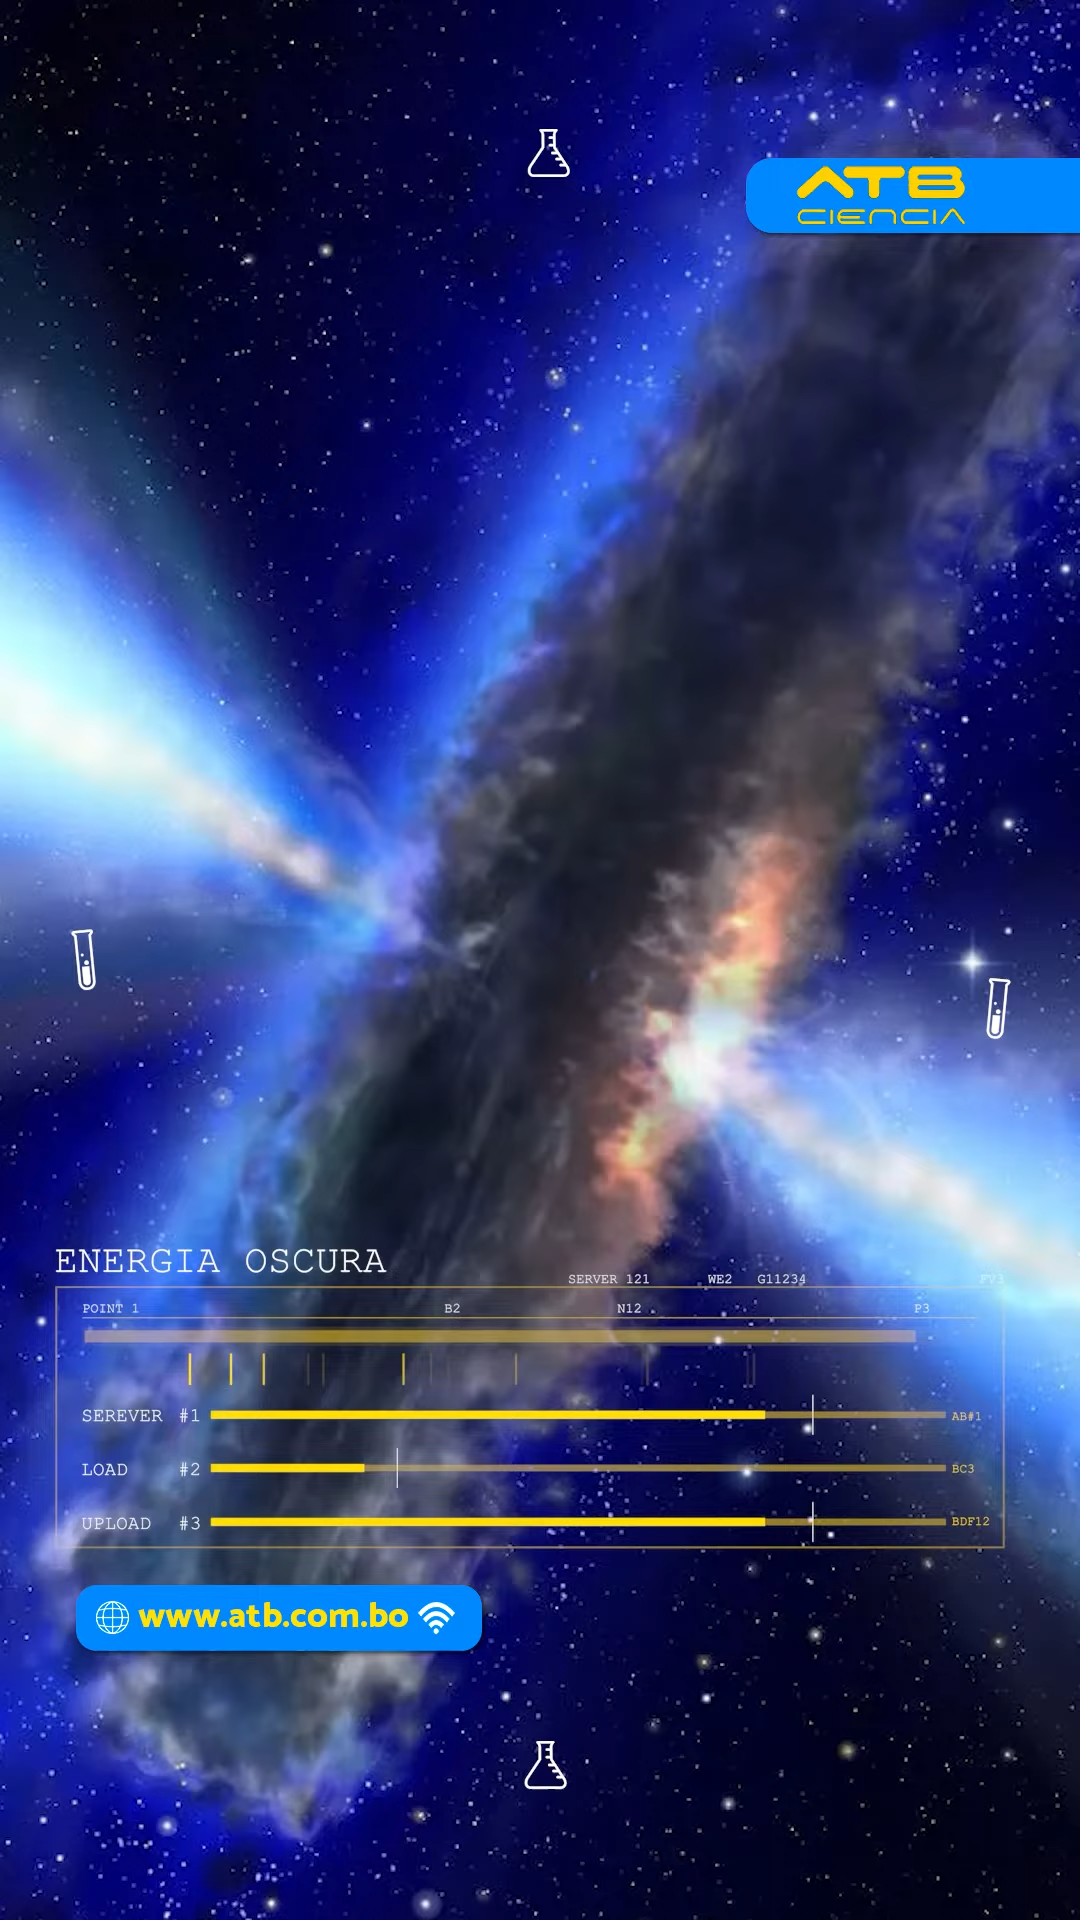 ATB
CIENCIA
ENERGIA OSCURA
SERVER 121 WE2 G11234 FV3
POINT 1 B2 N12 P3
SEREVER #1 AB#1
LOAD #2 BC3
UPLOAD #3 BDF12
www.atb.com.bo